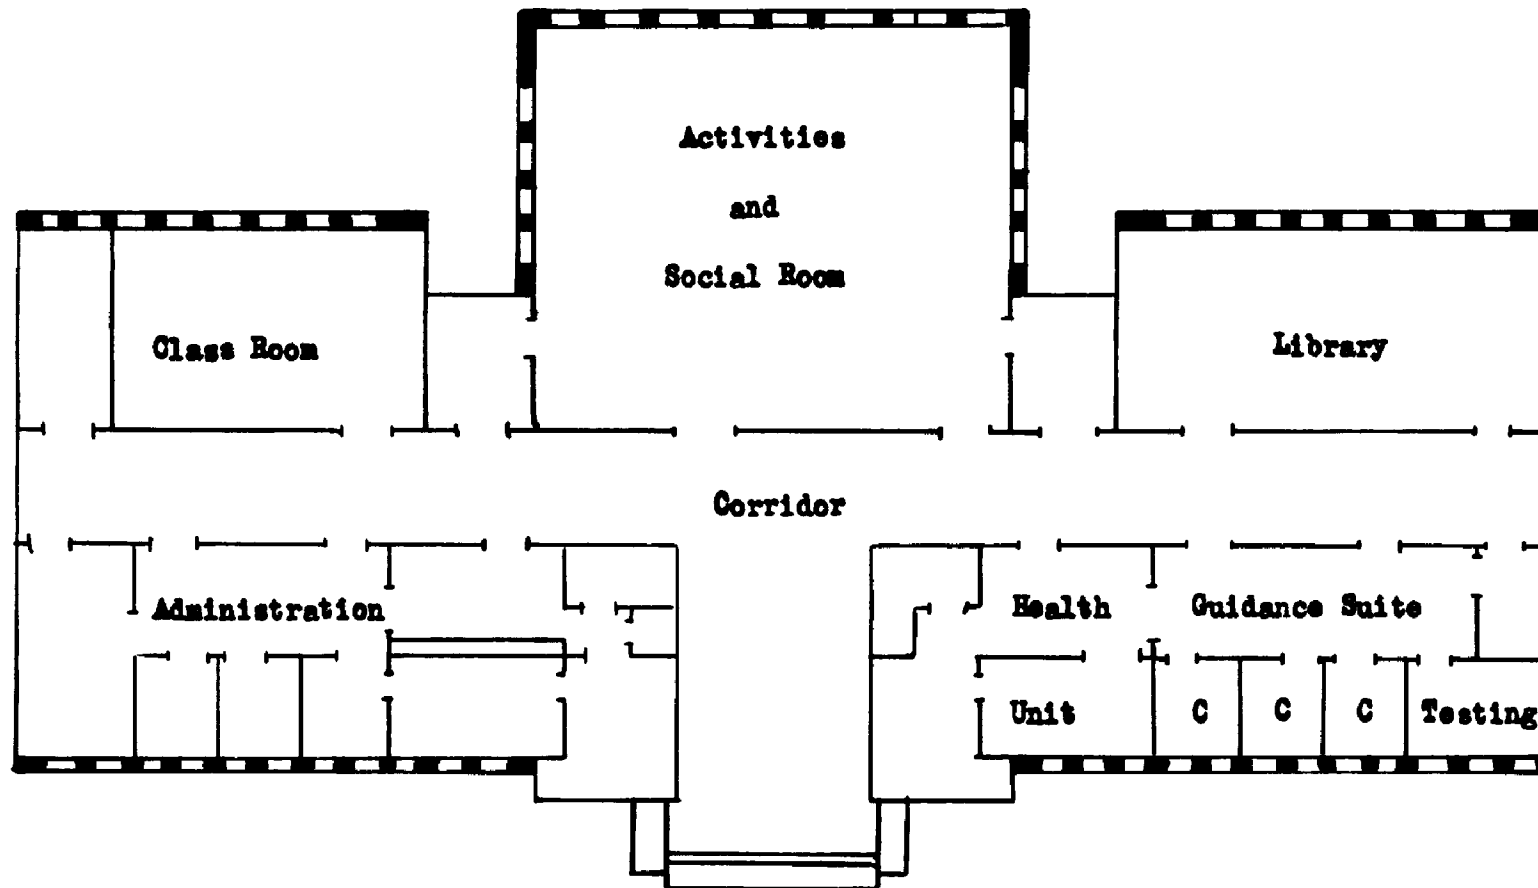 Activities
and
Social Room
Class Room
Library
Corridor
Administration
Health
Guidance Suite
Unit
C
C
C
Testing